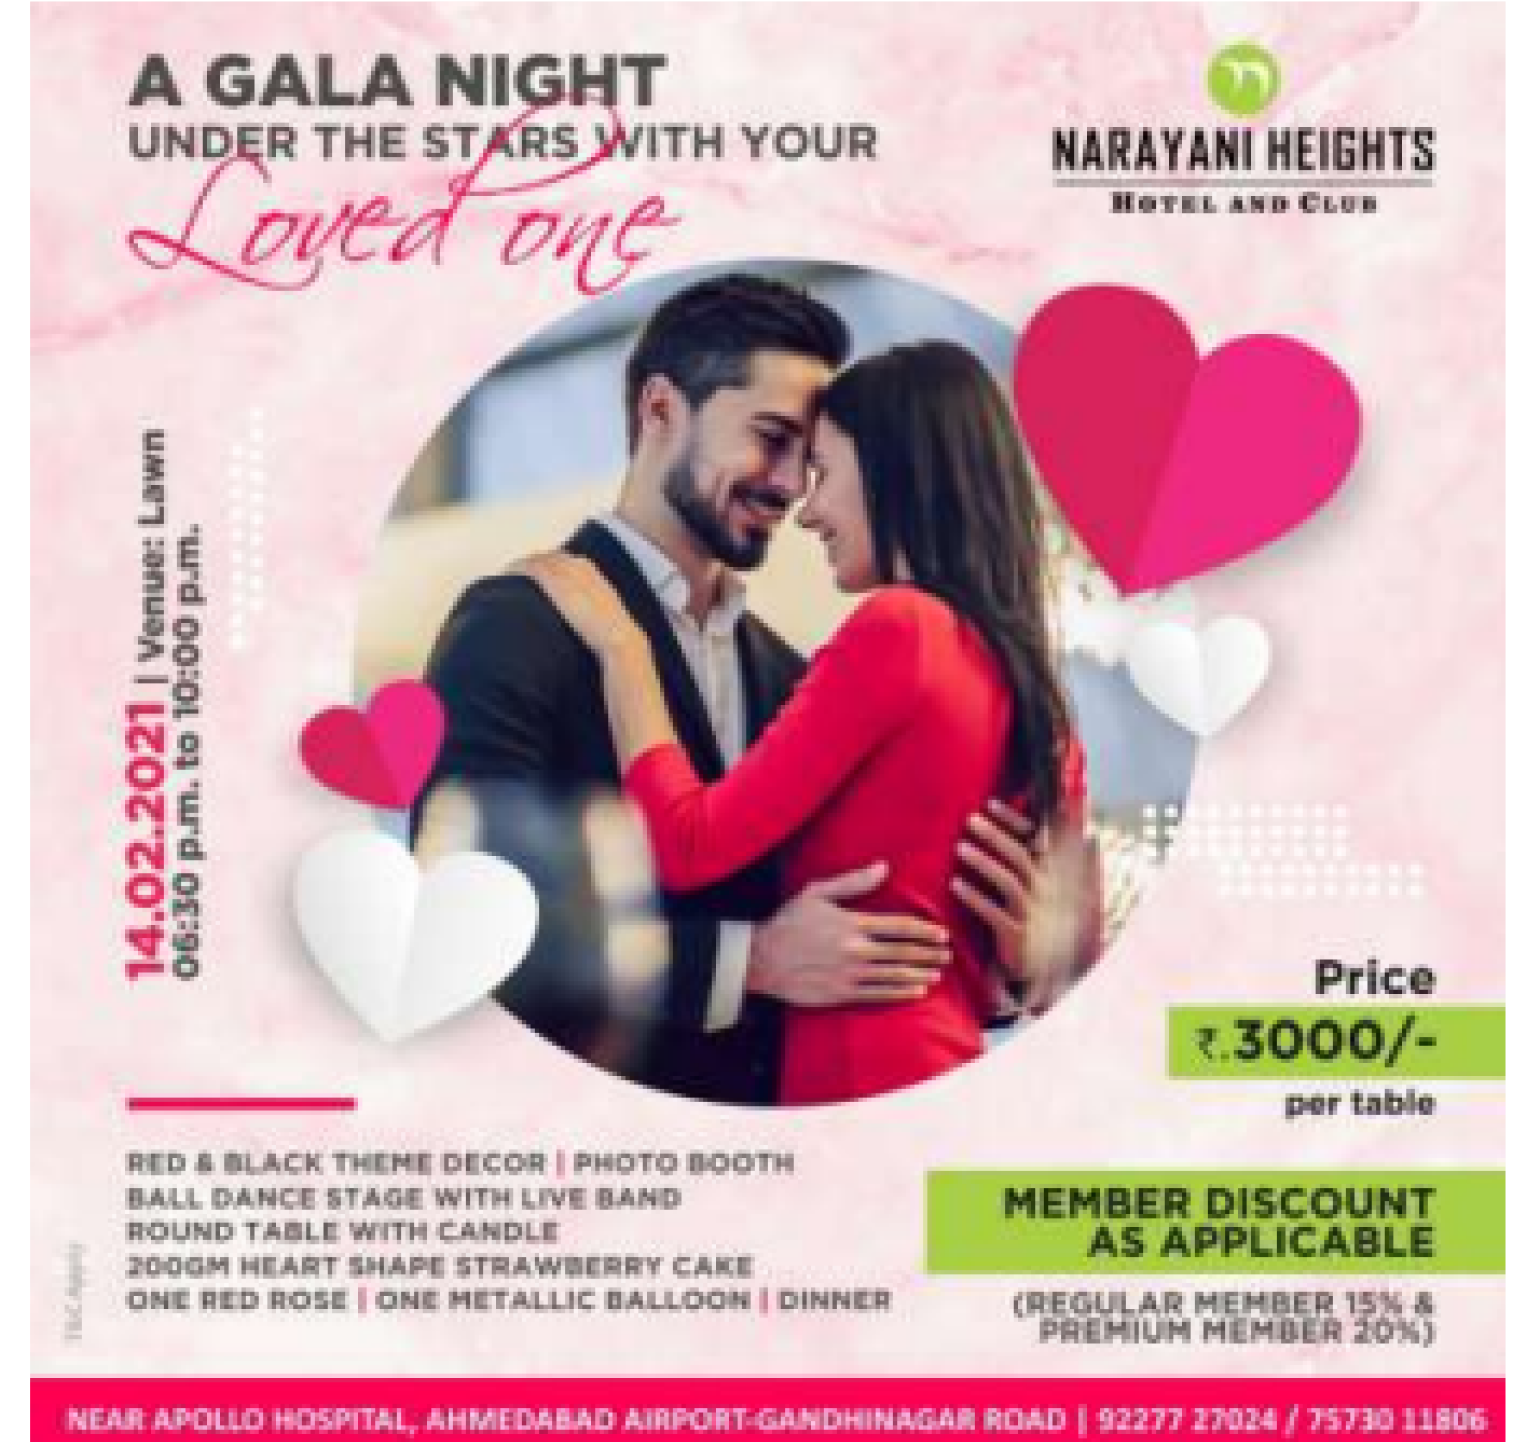 A GALA NIGHT
UNDER THE STARS WITH YOUR
Loved one
NARAYANI HEIGHTS
HOTEL AND CLUB
14.02.2021 | Venue: Lawn
06:30 p.m. to 10:00 p.m.
Price
₹.3000/-
per table
RED & BLACK THEME DECOR | PHOTO BOOTH
BALL DANCE STAGE WITH LIVE BAND
ROUND TABLE WITH CANDLE
200GM HEART SHAPE STRAWBERRY CAKE
ONE RED ROSE | ONE METALLIC BALLOON | DINNER
MEMBER DISCOUNT
AS APPLICABLE
(REGULAR MEMBER 15% &
PREMIUM MEMBER 20%)
T&C Apply
NEAR APOLLO HOSPITAL, AHMEDABAD AIRPORT-GANDHINAGAR ROAD | 92277 27024 / 75730 11806